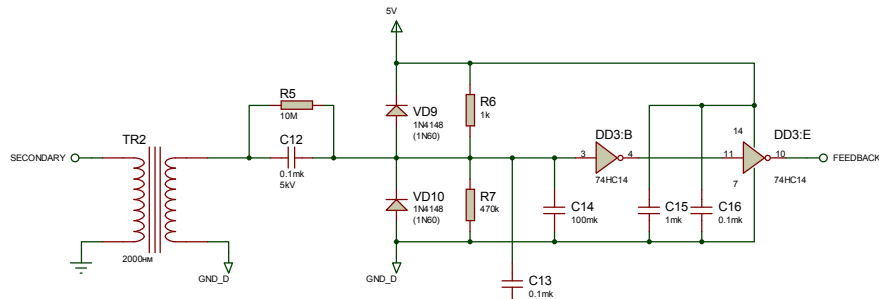 5V
R5
10M
C12
0.1mk
5kV
TR2
SECONDARY
2000нм
GND_D
VD9
1N4148
(1N60)
R6
1k
VD10
1N4148
(1N60)
R7
470k
GND_D
C13
0.1mk
DD3:B
3
4
74HC14
C14
100mk
C15
1mk
C16
0.1mk
DD3:E
14
11
10
7
74HC14
FEEDBACK